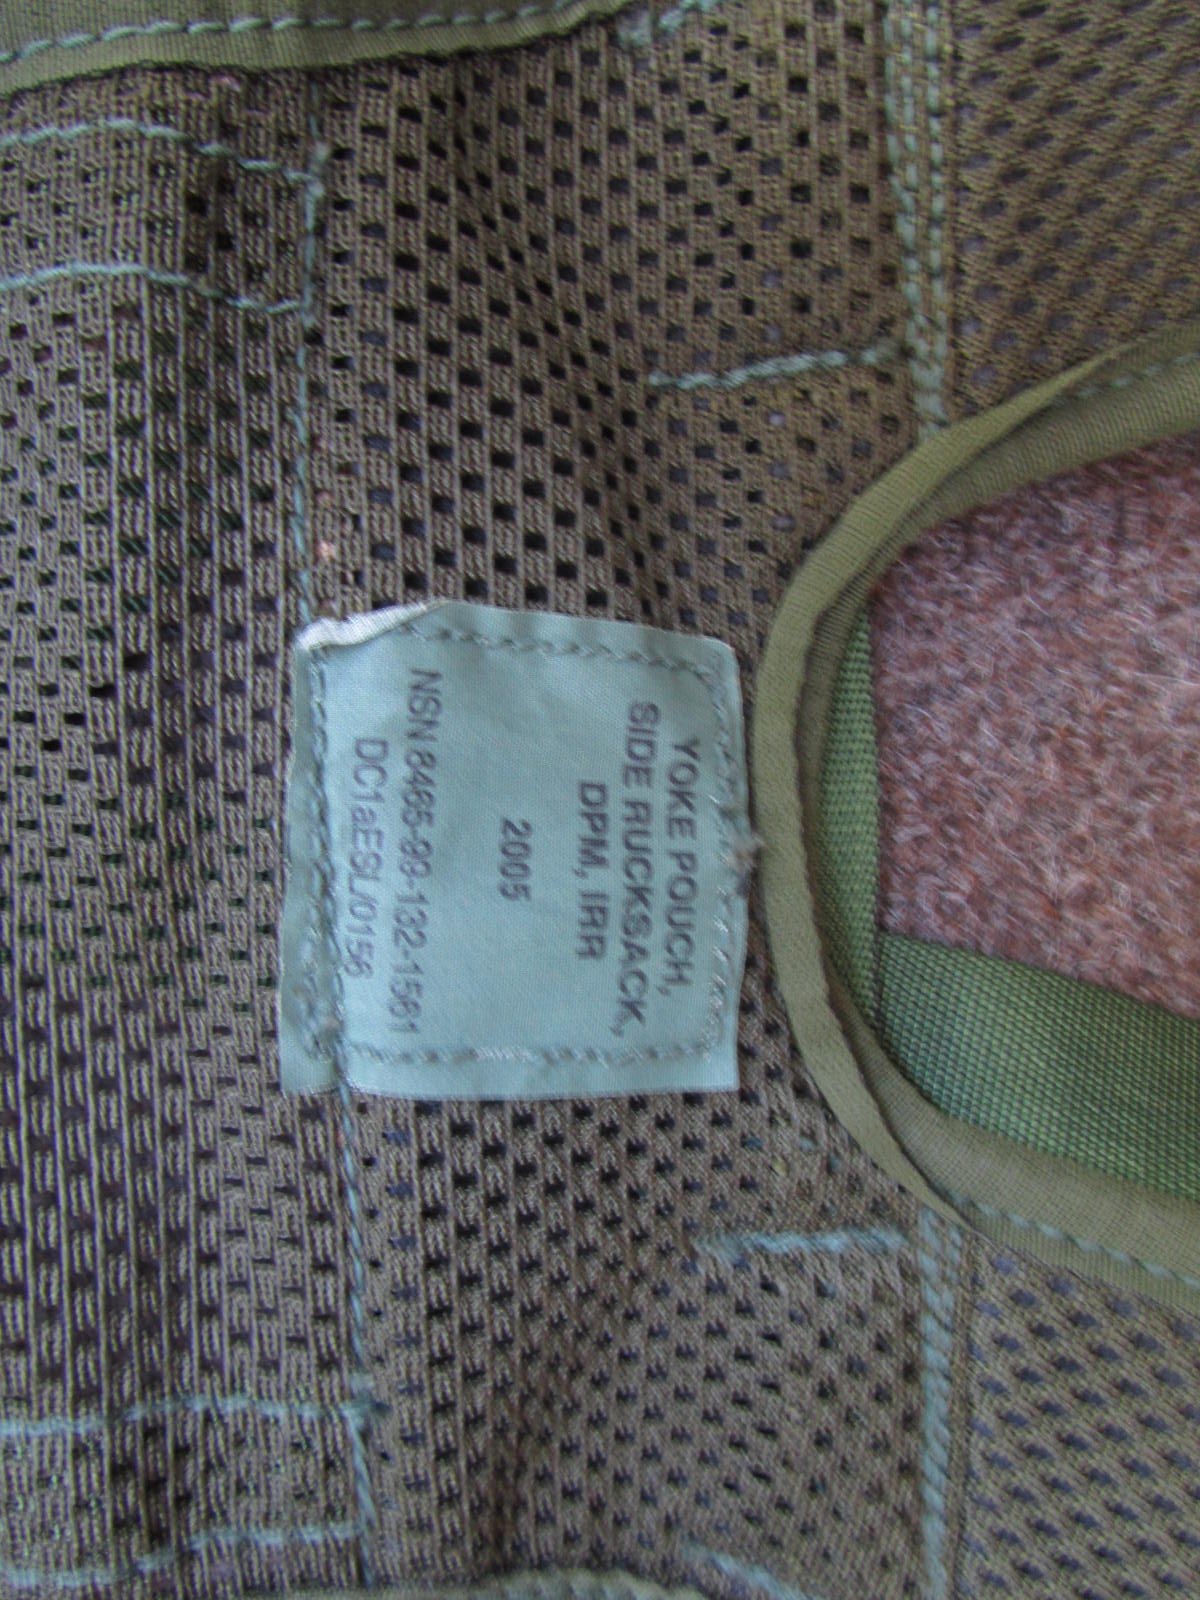 YOKE POUCH,
SIDE RUCKSACK,
DPM, IRR
2005
NSN 8465-99-132-1561
DC1aESL/0156